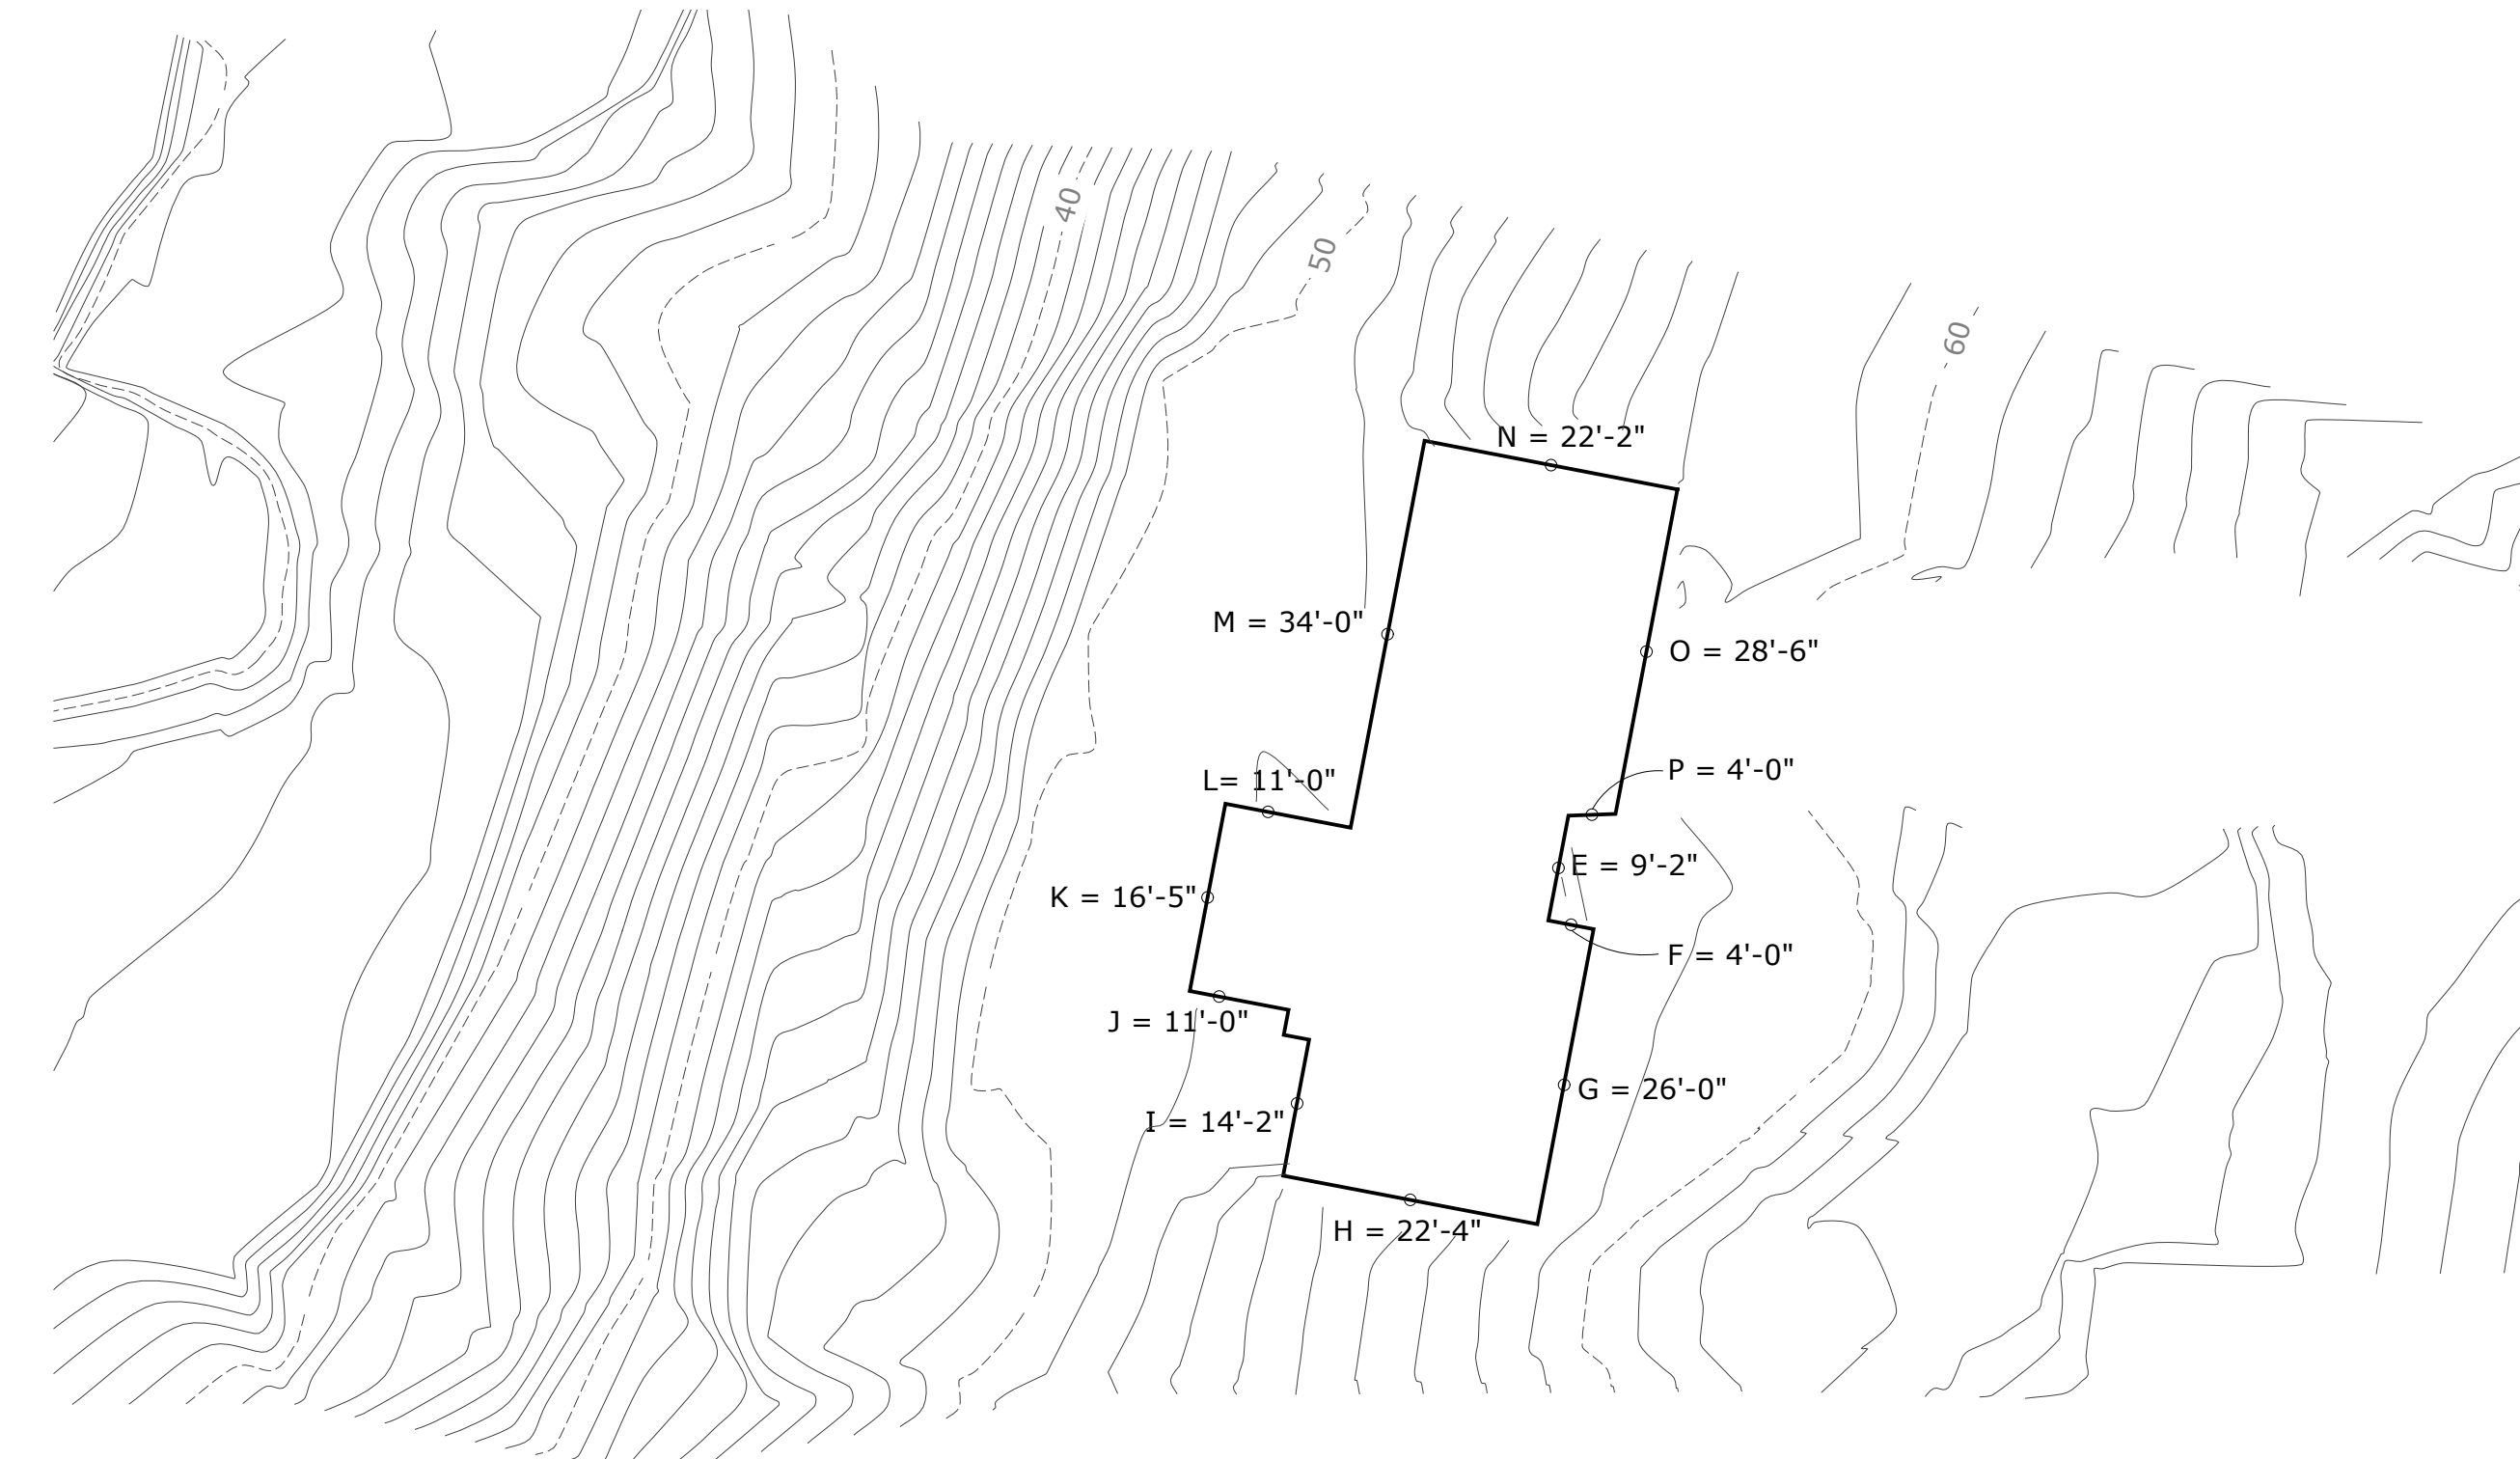 40
50
60
N = 22'-2"
M = 34'-0"
O = 28'-6"
P = 4'-0"
L= 11'-0"
E = 9'-2"
K = 16'-5"
F = 4'-0"
J = 11'-0"
G = 26'-0"
I = 14'-2"
H = 22'-4"